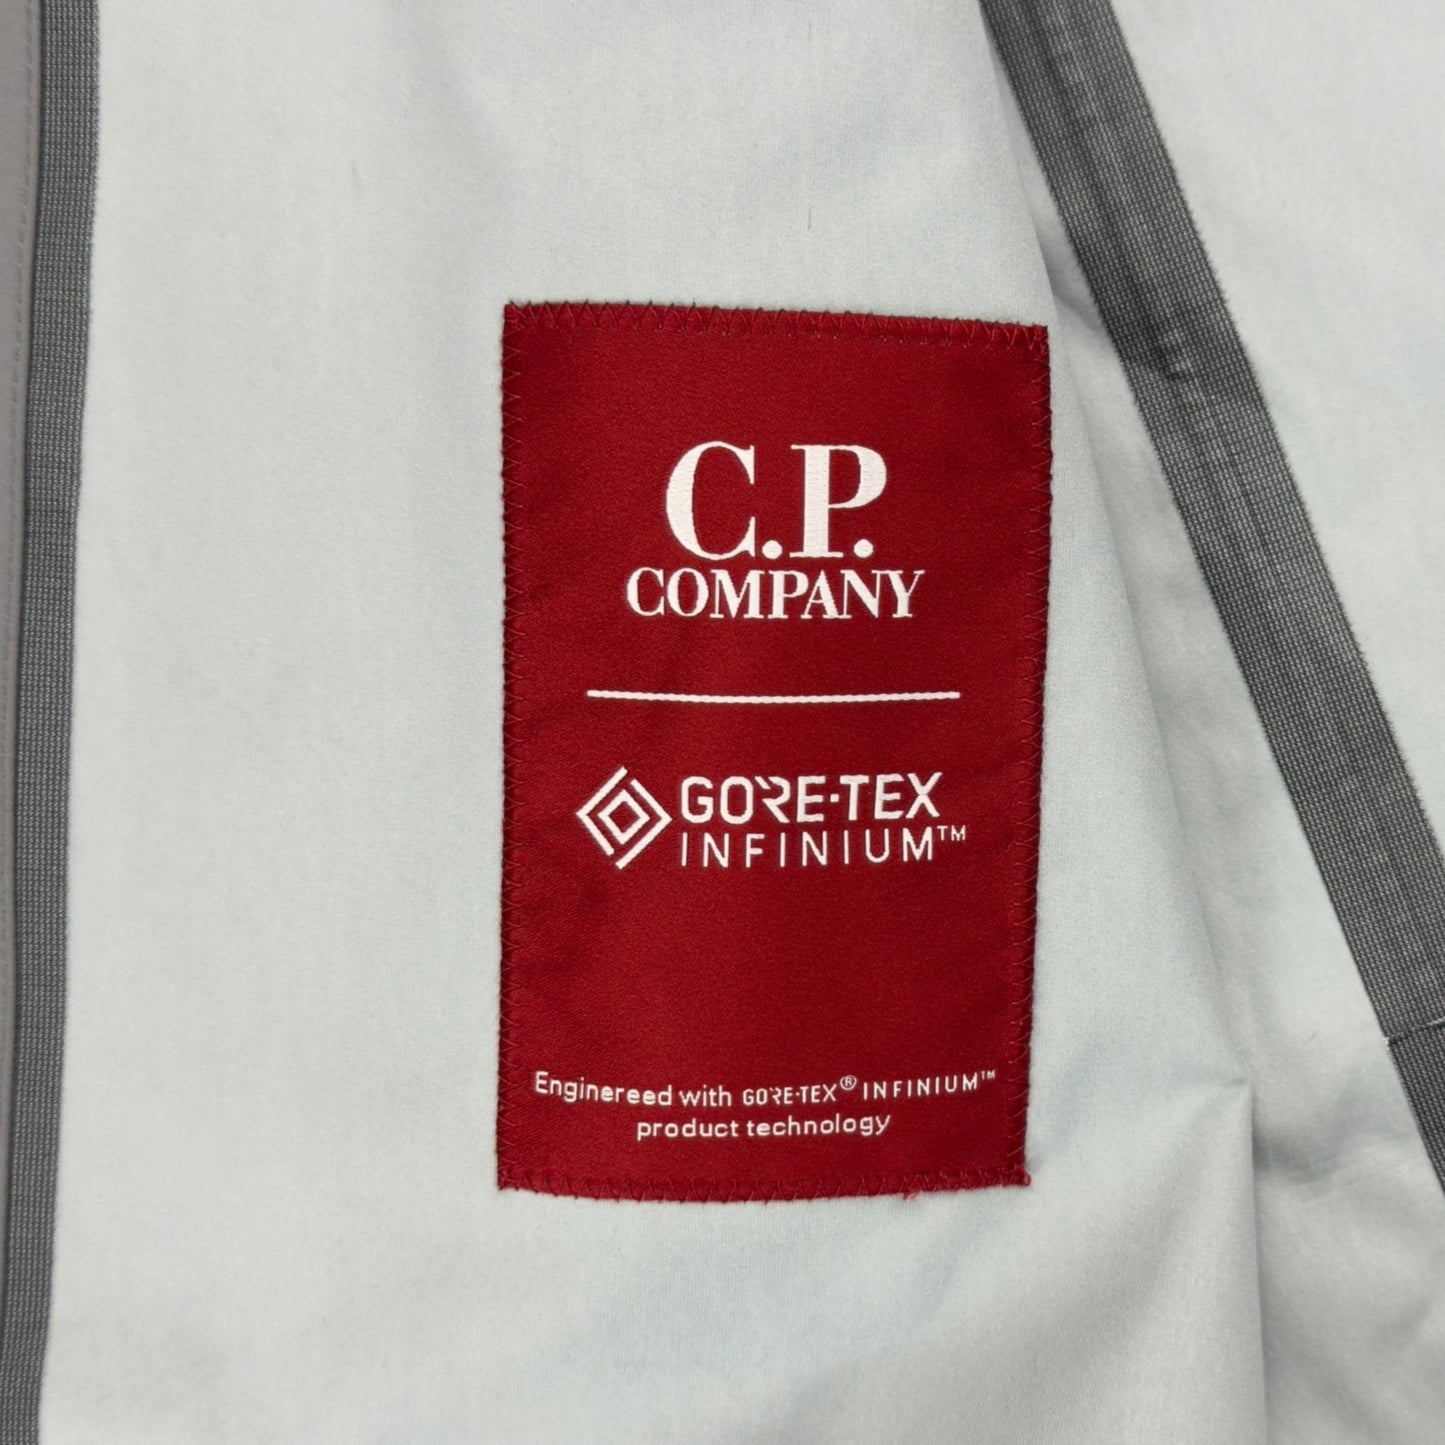 C.P.
COMPANY
GORE-TEX
INFINIUM™
Enginereed with GORE-TEX® INFINIUM™
product technology